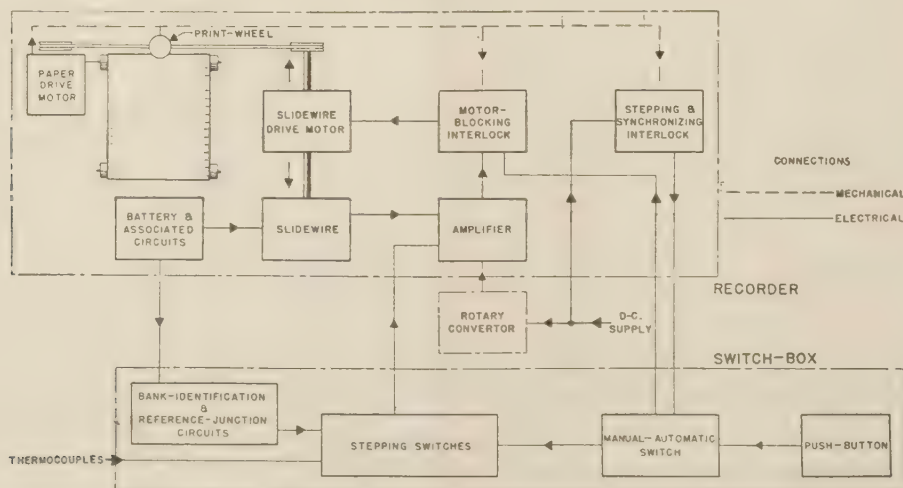 PRINT-WHEEL
PAPER
DRIVE
MOTOR
SLIDEWIRE
DRIVE MOTOR
MOTOR-
BLOCKING
INTERLOCK
STEPPING &
SYNCHRONIZING
INTERLOCK
CONNECTIONS
MECHANICAL
ELECTRICAL
BATTERY &
ASSOCIATED
CIRCUITS
SLIDEWIRE
AMPLIFIER
RECORDER
ROTARY
CONVERTOR
D-C.
SUPPLY
SWITCH-BOX
BANK-IDENTIFICATION
&
REFERENCE-JUNCTION
CIRCUITS
STEPPING SWITCHES
MANUAL-AUTOMATIC
SWITCH
PUSH-BUTTON
THERMOCOUPLES